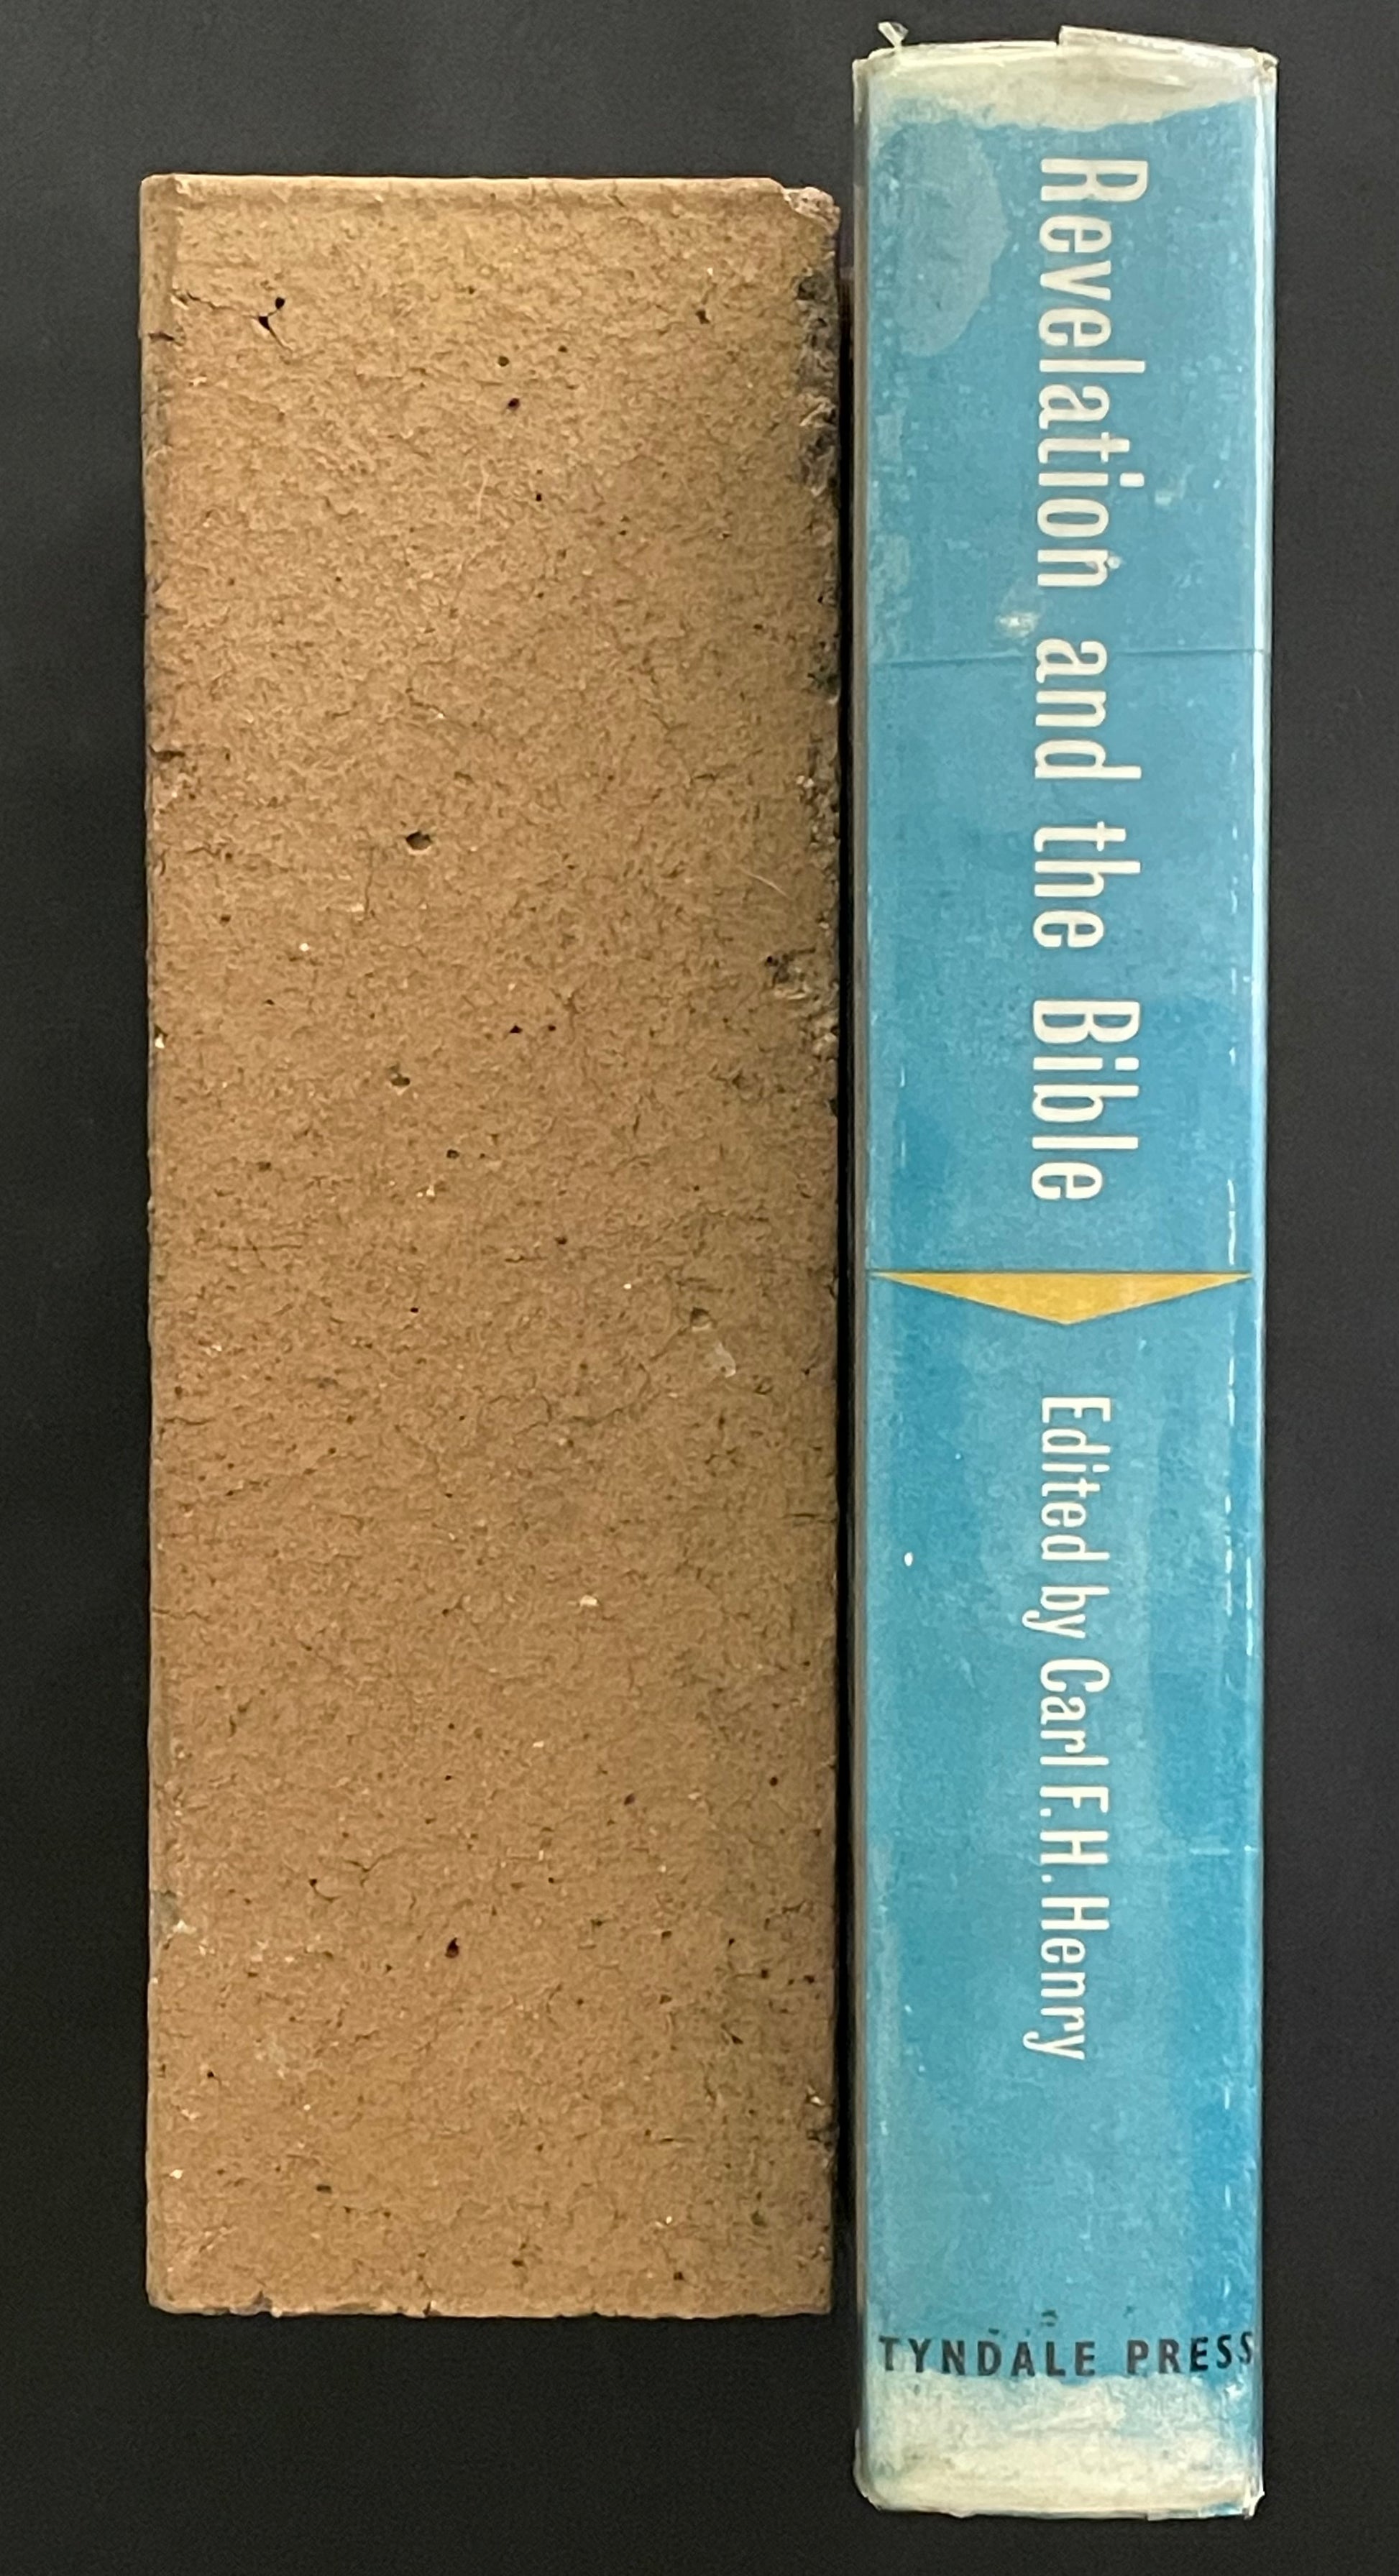 Revelation and the Bible
Edited by Carl F. H. Henry
TYNDALE PRESS